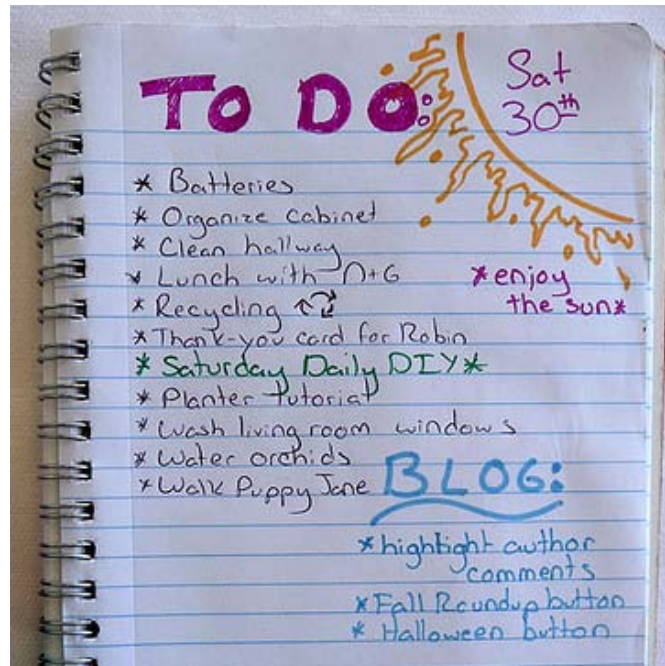 TO DO:
Sat
30th
* Batteries
* Organize cabinet
* Clean hallway
* Lunch with n+G
* Recycling
* Thank-you card for Robin
* Saturday Daily DIY *
* Planter tutorial
* Wash living room windows
* Water orchids
* Walk Puppy Jane
* enjoy
the sun *
BLOG:
* highlight author
comments
* Fall Roundup button
* Halloween button